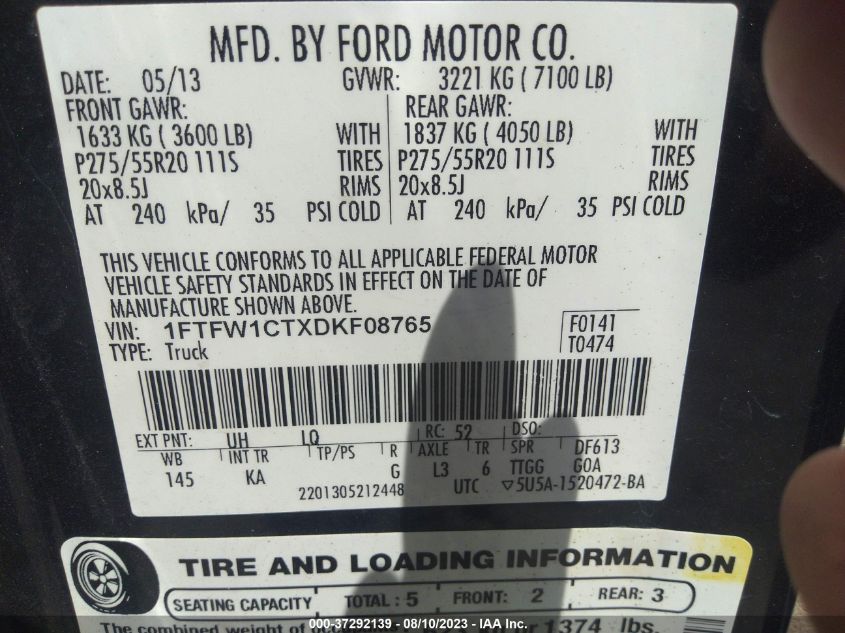 MFD. BY FORD MOTOR CO.
DATE: 05/13 GVWR: 3221 KG ( 7100 LB)
FRONT GAWR: REAR GAWR:
1633 KG ( 3600 LB) WITH 1837 KG ( 4050 LB) WITH
P275/55R20 111S TIRES P275/55R20 111S TIRES
20x8.5J RIMS 20x8.5J RIMS
AT 240 kPa/ 35 PSI COLD AT 240 kPa/ 35 PSI COLD
THIS VEHICLE CONFORMS TO ALL APPLICABLE FEDERAL MOTOR
VEHICLE SAFETY STANDARDS IN EFFECT ON THE DATE OF
MANUFACTURE SHOWN ABOVE.
VIN: 1FTFW1CTXDKF08765 F0141
TYPE: Truck T0474
EXT PNT: UH LQ RC: 52 DSO:
WB INT TR TP/PS R AXLE TR SPR DF613
145 KA G L3 6 TTGG GOA
2201305212448 UTC ▽5U5A-1520472-BA
TIRE AND LOADING INFORMATION
SEATING CAPACITY TOTAL: 5 FRONT: 2 REAR: 3
The combined weight of 1374 lbs.
000-37292139 - 08/10/2023 - IAA Inc.